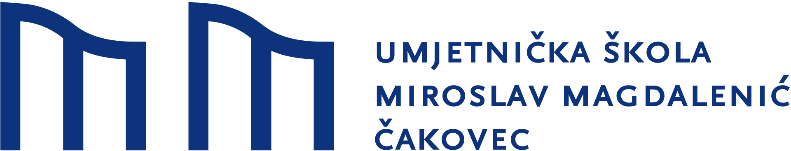 UMJETNIČKA ŠKOLA
MIROSLAV MAGDALENIĆ
ČAKOVEC